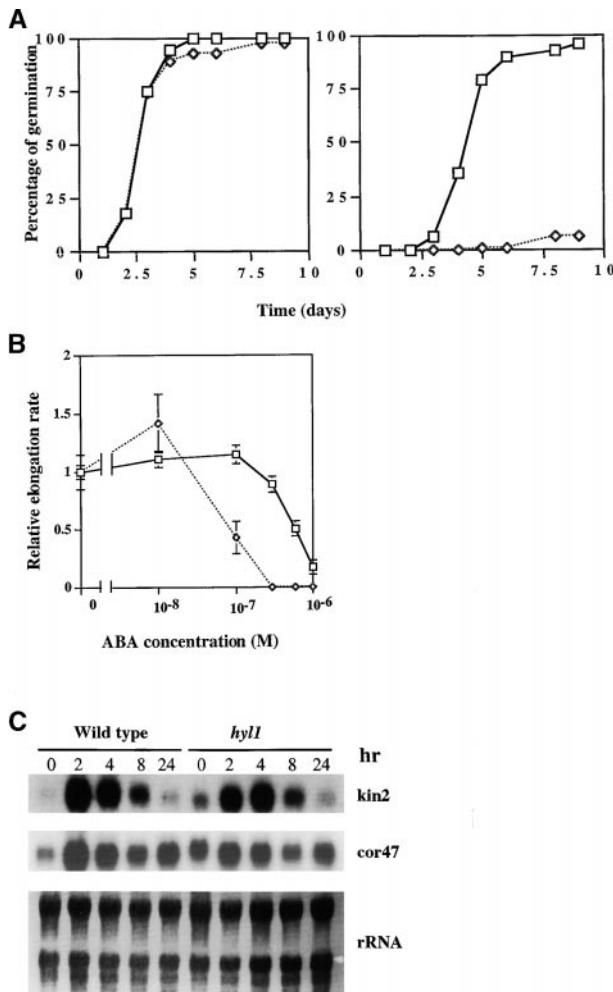 A
Percentage of germination
100
75
50
25
0
0 2.5 5 7.5 10
100
75
50
25
0
0 2.5 5 7.5 10
Time (days)
B
Relative elongation rate
2
1.5
1
0.5
0
0 10⁻⁸ 10⁻⁷ 10⁻⁶
ABA concentration (M)
C
Wild type hyl1
0 2 4 8 24 0 2 4 8 24 hr
kin2
cor47
rRNA